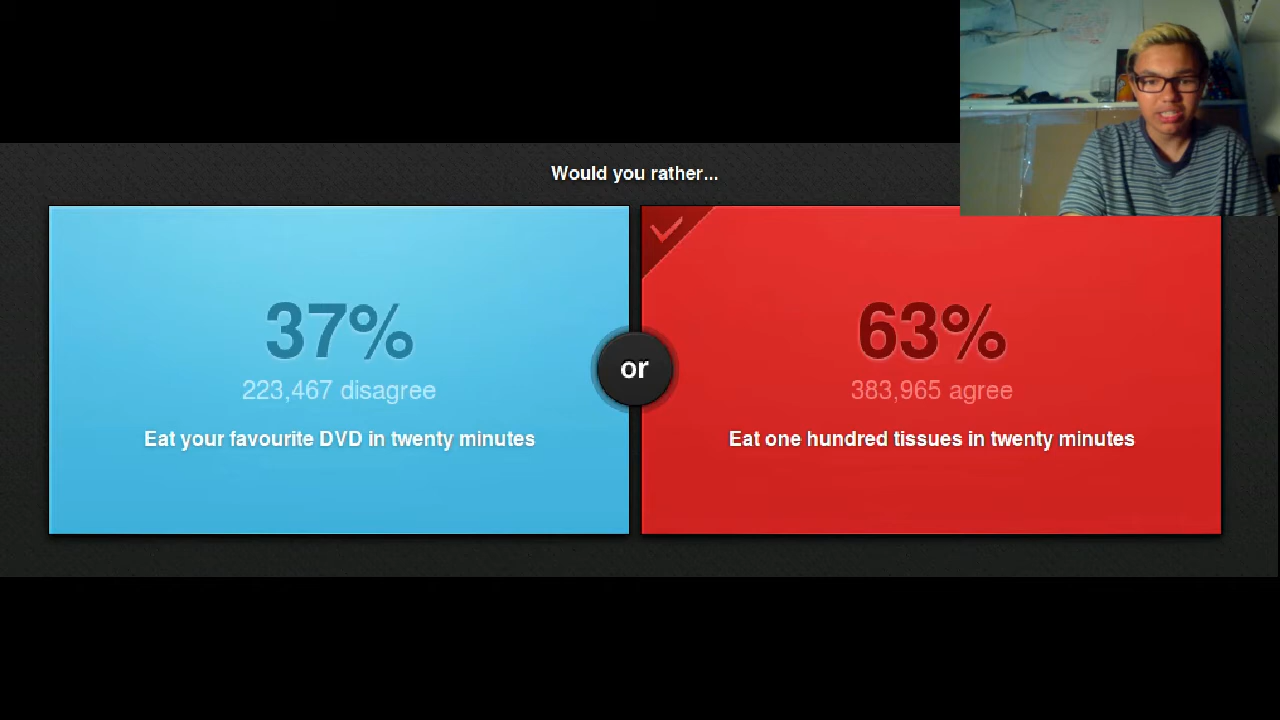 Would you rather...
37%
223,467 disagree
Eat your favourite DVD in twenty minutes
or
63%
383,965 agree
Eat one hundred tissues in twenty minutes